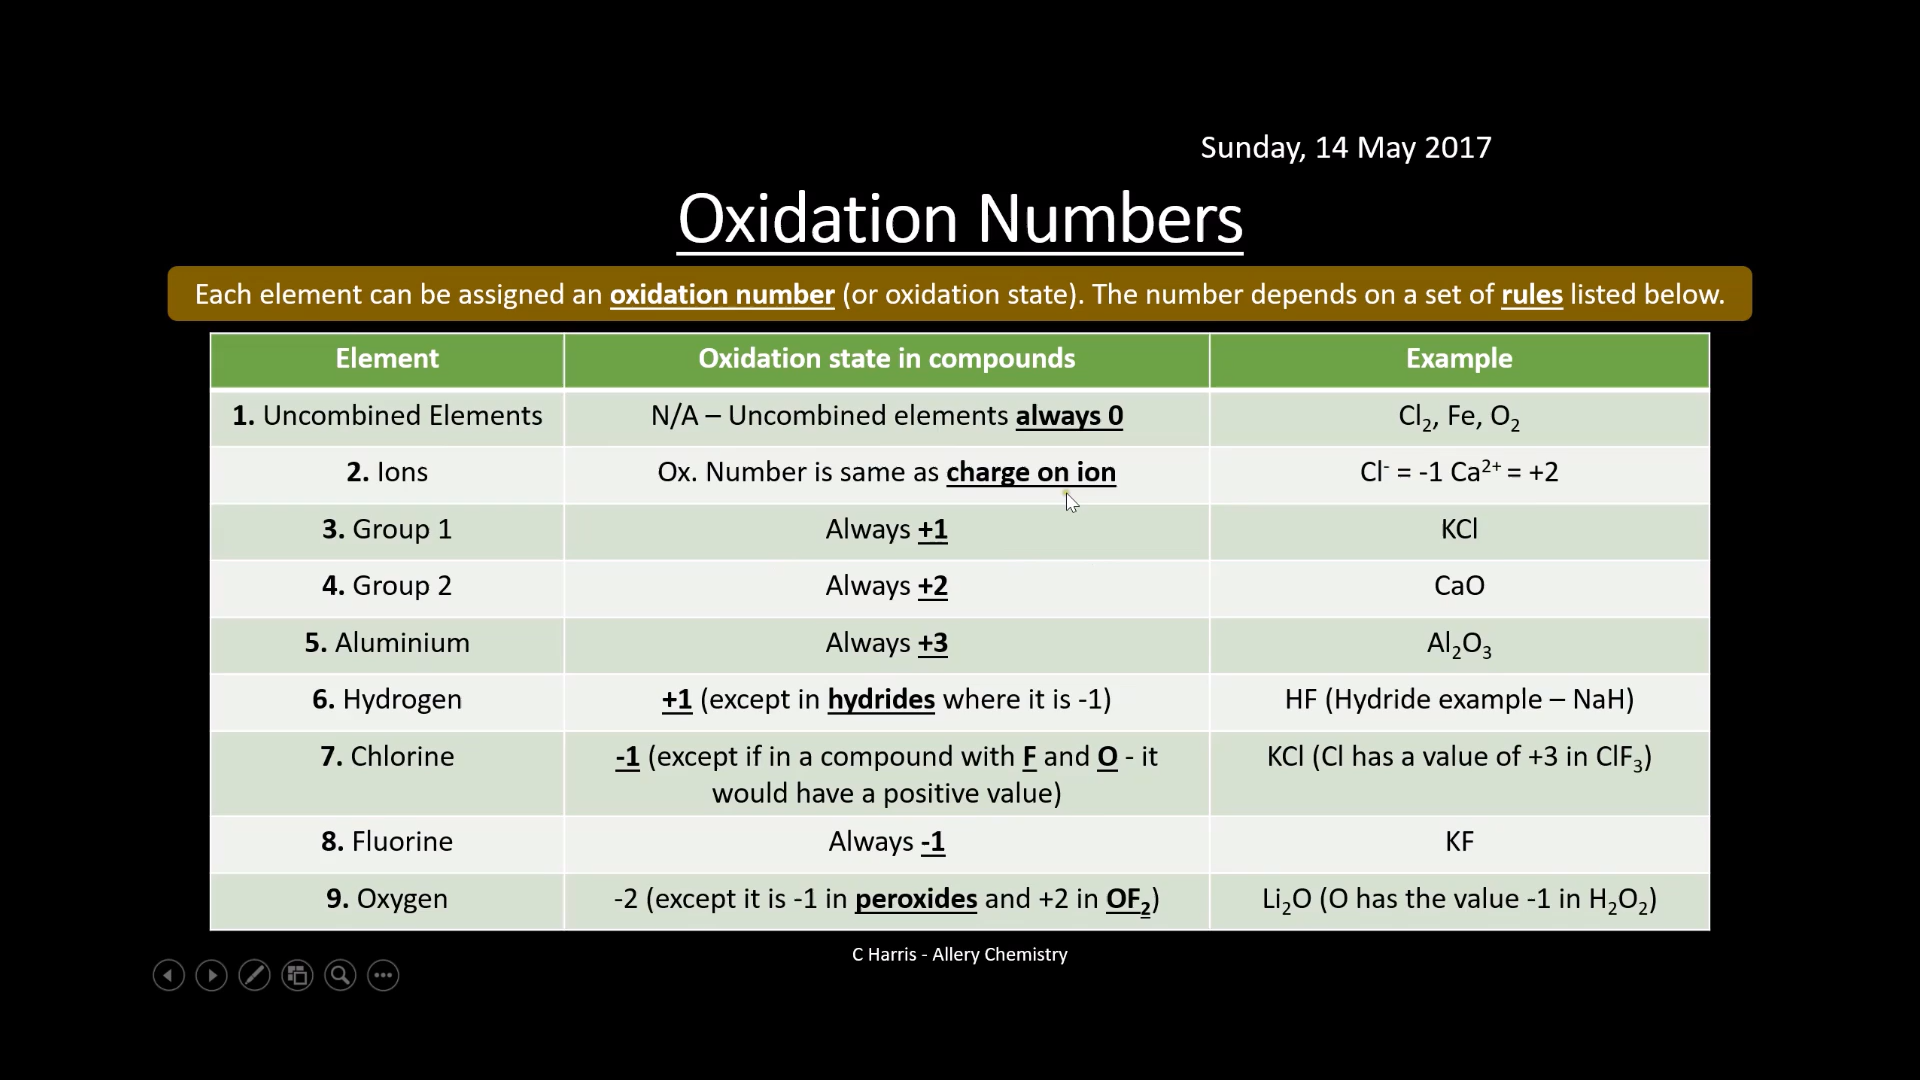 Sunday, 14 May 2017
Oxidation Numbers
Each element can be assigned an oxidation number (or oxidation state). The number depends on a set of rules listed below.
Element Oxidation state in compounds Example
1. Uncombined Elements N/A – Uncombined elements always 0 Cl₂, Fe, O₂
2. Ions Ox. Number is same as charge on ion Cl⁻ = -1 Ca²⁺ = +2
3. Group 1 Always +1 KCl
4. Group 2 Always +2 CaO
5. Aluminium Always +3 Al₂O₃
6. Hydrogen +1 (except in hydrides where it is -1) HF (Hydride example – NaH)
7. Chlorine -1 (except if in a compound with F and O - it KCl (Cl has a value of +3 in ClF₃)
would have a positive value)
8. Fluorine Always -1 KF
9. Oxygen -2 (except it is -1 in peroxides and +2 in OF₂) Li₂O (O has the value -1 in H₂O₂)
C Harris - Allery Chemistry